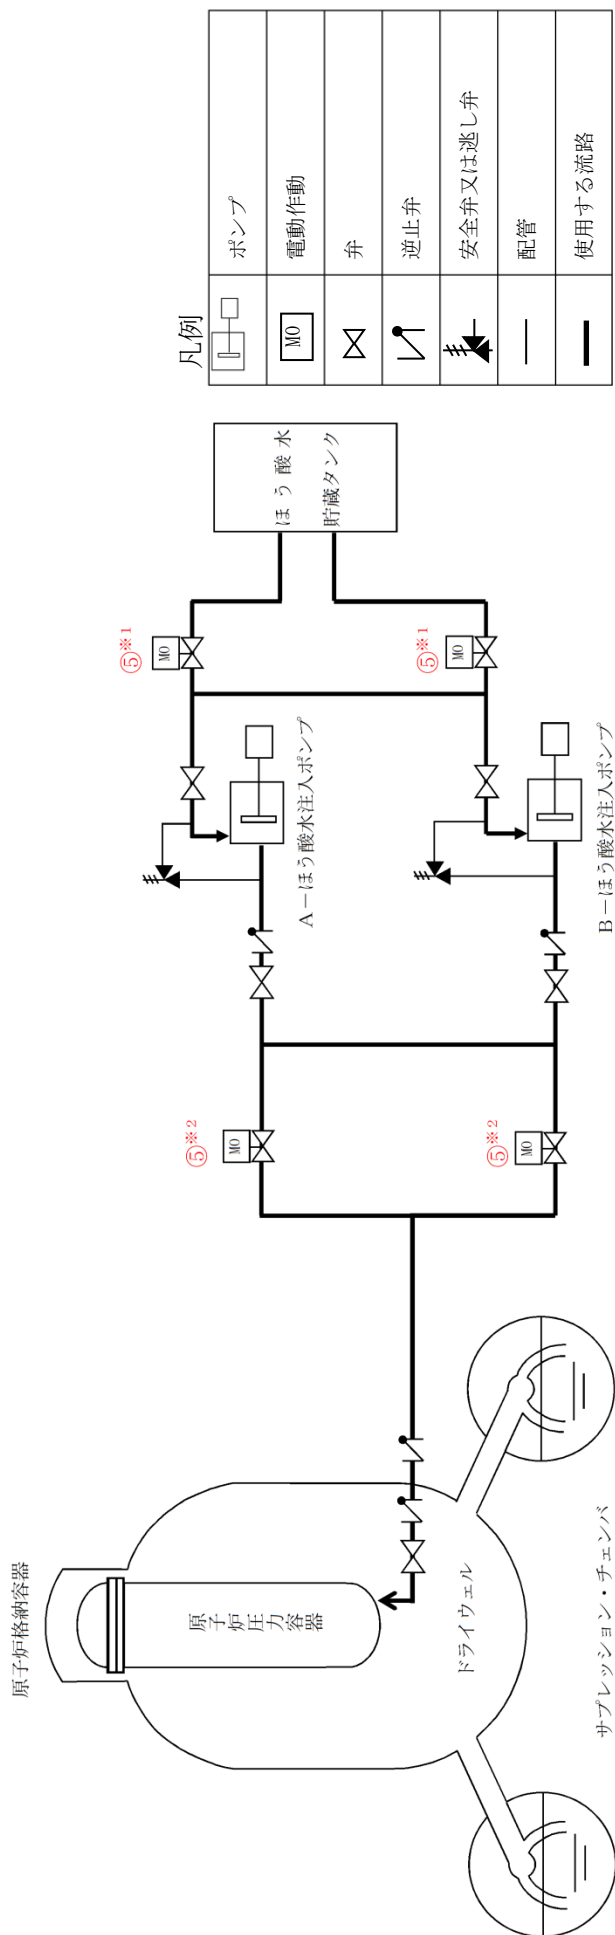 原子炉格納容器
原子炉圧力容器
ドライウェル
サプレッション・チェンバ
⑤※2
MO
⑤※2
MO
A－ほう酸水注入ポンプ
B－ほう酸水注入ポンプ
⑤※1
MO
⑤※1
MO
ほう酸水
貯蔵タンク
凡例
ポンプ
MO
電動作動
弁
逆止弁
安全弁又は逃し弁
配管
使用する流路